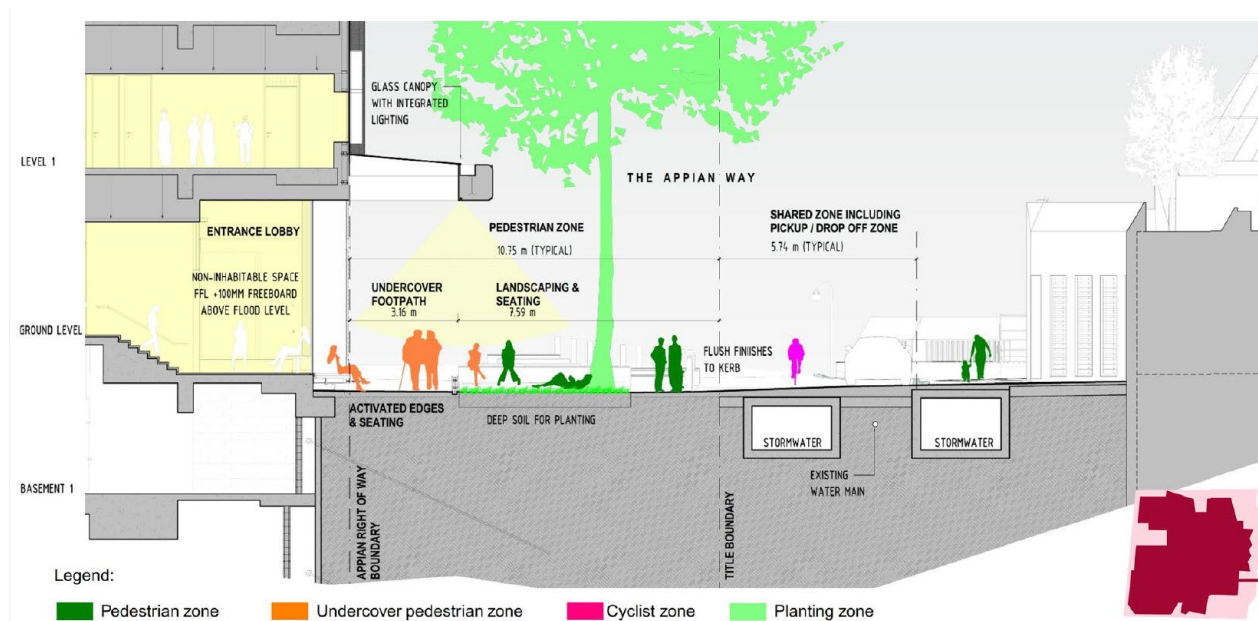 GLASS CANOPY
WITH INTEGRATED
LIGHTING
LEVEL 1
THE APPIAN WAY
ENTRANCE LOBBY
PEDESTRIAN ZONE
10.75 m (TYPICAL)
SHARED ZONE INCLUDING
PICKUP / DROP OFF ZONE
5.74 m (TYPICAL)
NON-INHABITABLE SPACE
FFL +100MM FREEBOARD
ABOVE FLOOD LEVEL
UNDERCOVER
FOOTPATH
3.16 m
LANDSCAPING &
SEATING
7.59 m
GROUND LEVEL
FLUSH FINISHES
TO KERB
ACTIVATED EDGES
& SEATING
DEEP SOIL FOR PLANTING
STORMWATER
STORMWATER
EXISTING
WATER MAIN
BASEMENT 1
APPIAN RIGHT OF WAY
BOUNDARY
TITLE BOUNDARY
Legend:
Pedestrian zone
Undercover pedestrian zone
Cyclist zone
Planting zone